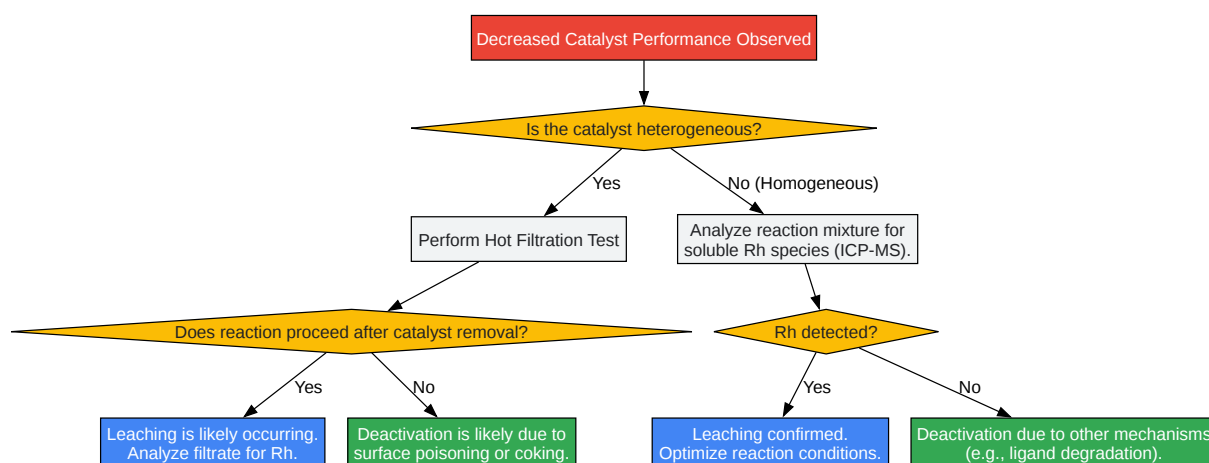 Decreased Catalyst Performance Observed
Is the catalyst heterogeneous?
Yes
No (Homogeneous)
Perform Hot Filtration Test
Analyze reaction mixture for
soluble Rh species (ICP-MS).
Does reaction proceed after catalyst removal?
Rh detected?
Yes
No
Yes
No
Leaching is likely occurring.
Analyze filtrate for Rh.
Deactivation is likely due to
surface poisoning or coking.
Leaching confirmed.
Optimize reaction conditions.
Deactivation due to other mechanisms
(e.g., ligand degradation).